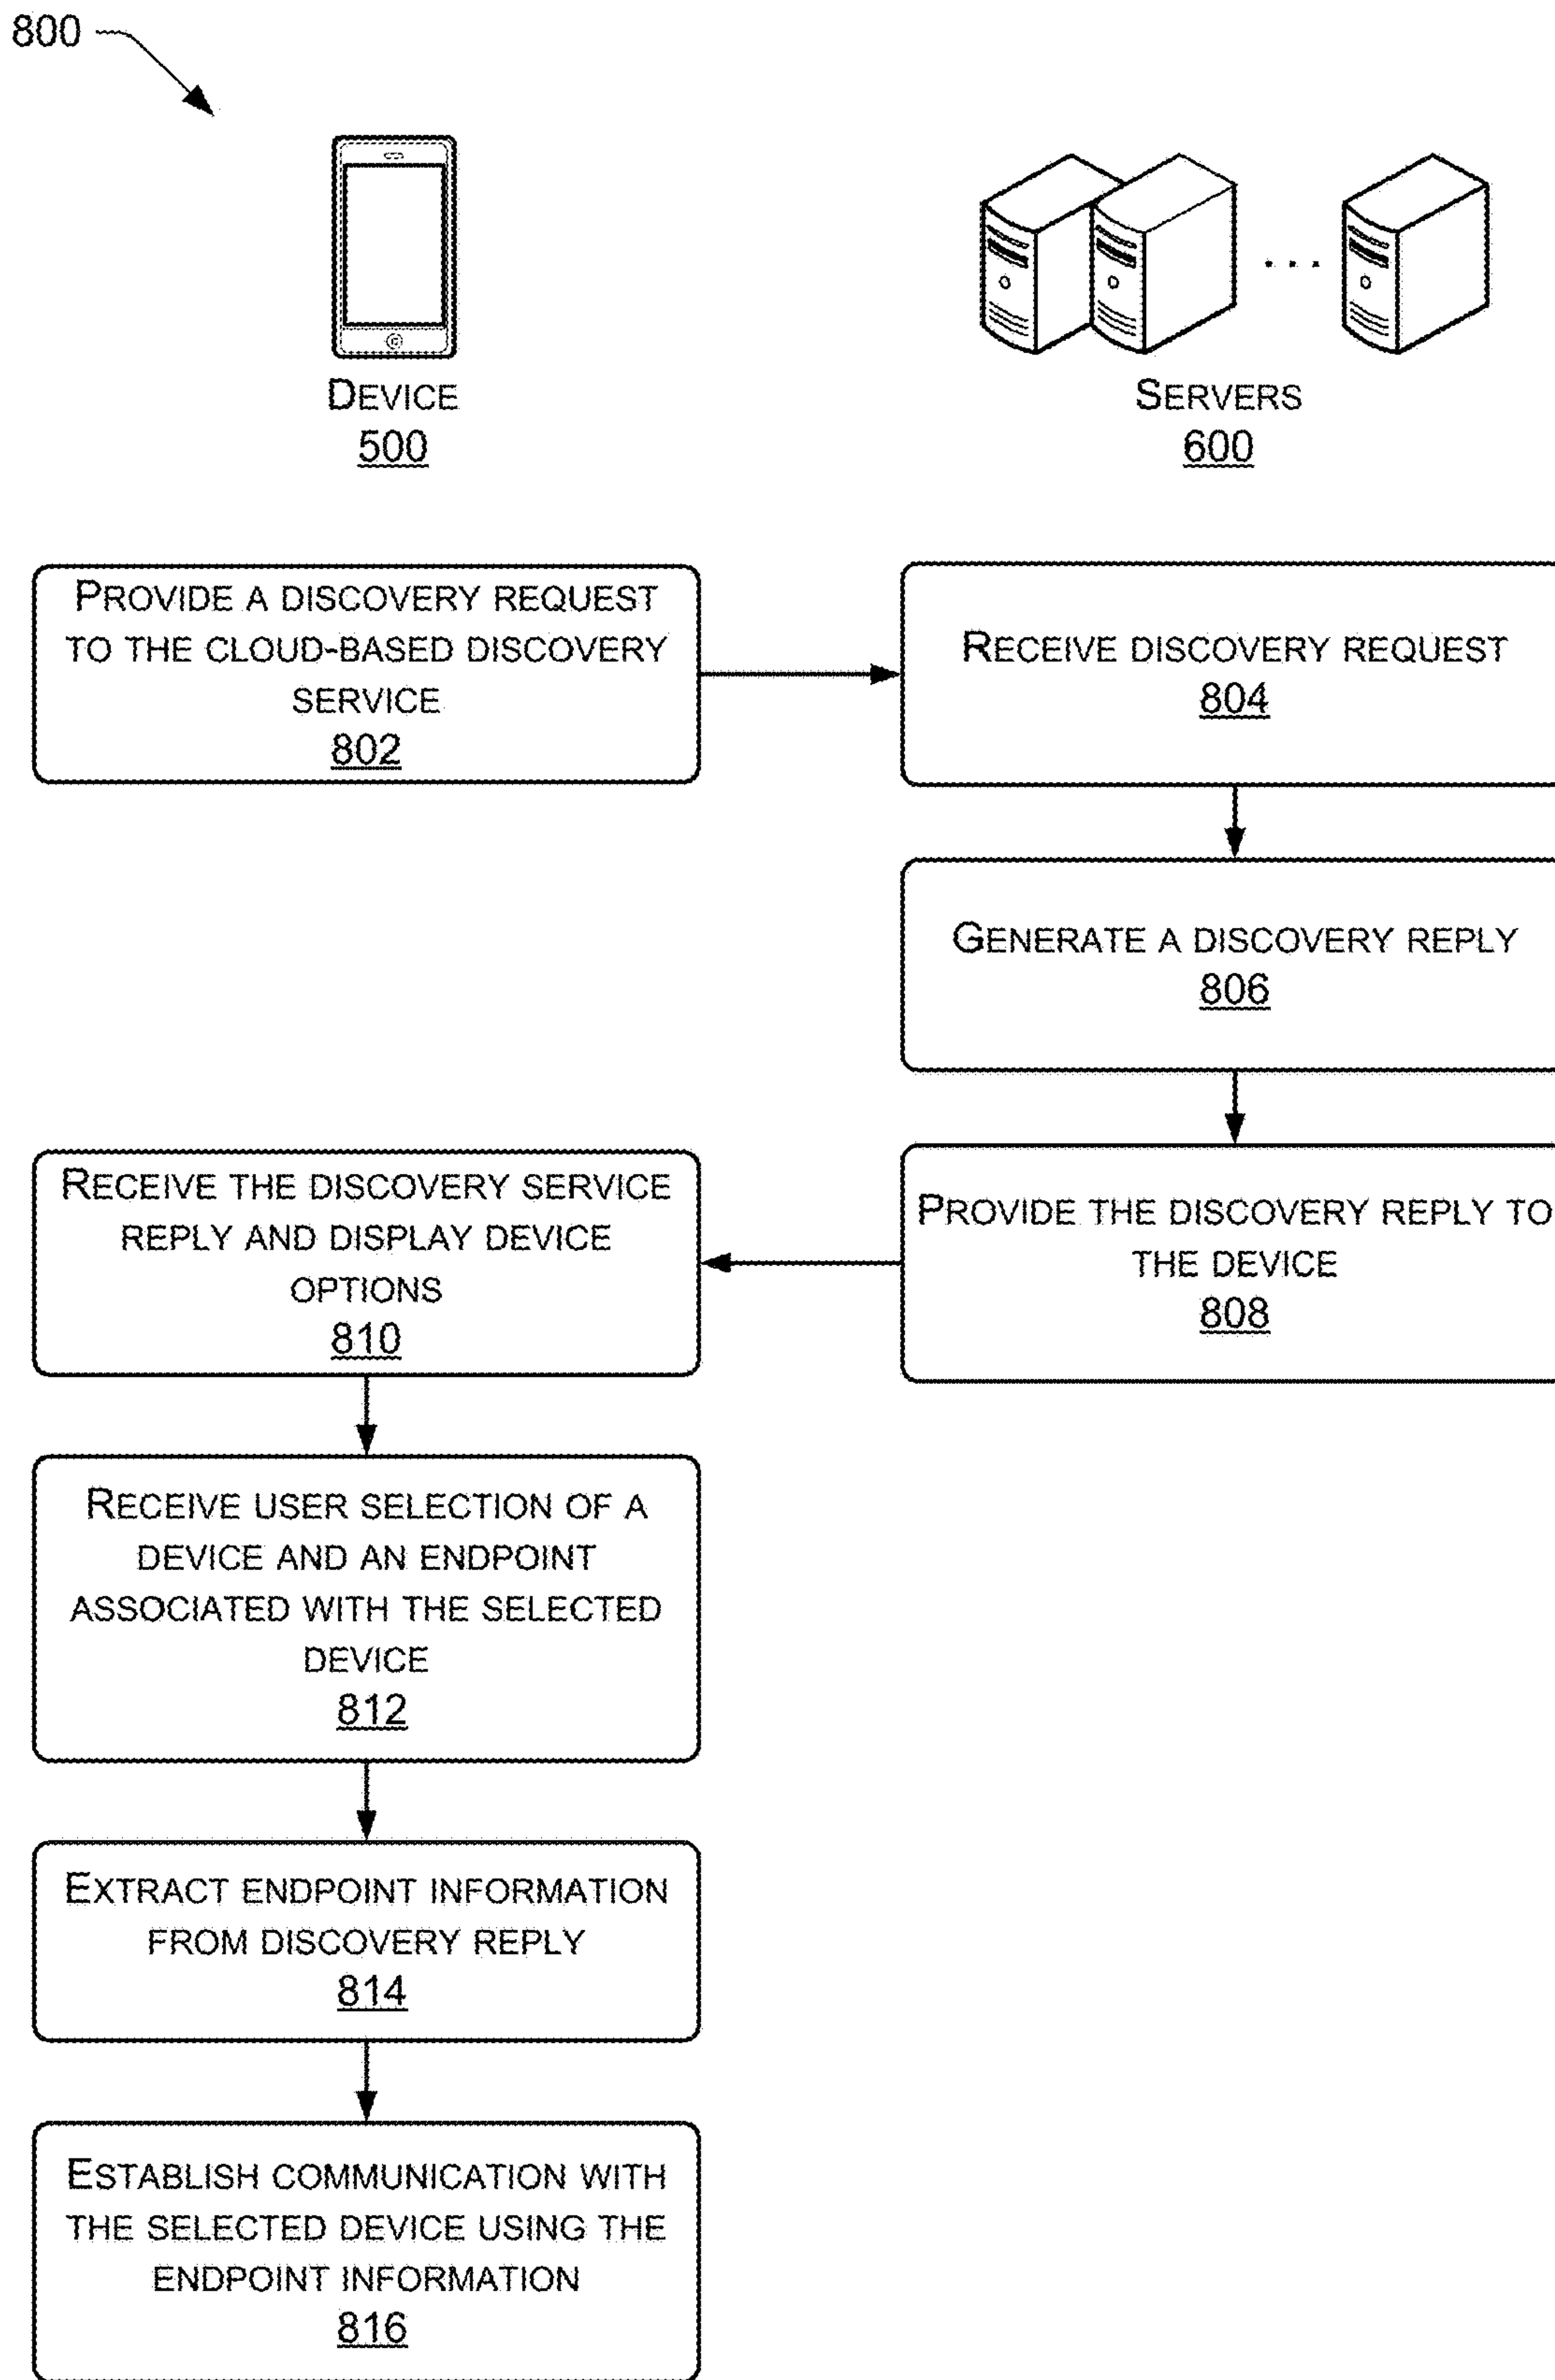 800
DEVICE
500
SERVERS
600
PROVIDE A DISCOVERY REQUEST
TO THE CLOUD-BASED DISCOVERY
SERVICE
802
RECEIVE DISCOVERY REQUEST
804
GENERATE A DISCOVERY REPLY
806
PROVIDE THE DISCOVERY REPLY TO
THE DEVICE
808
RECEIVE THE DISCOVERY SERVICE
REPLY AND DISPLAY DEVICE
OPTIONS
810
RECEIVE USER SELECTION OF A
DEVICE AND AN ENDPOINT
ASSOCIATED WITH THE SELECTED
DEVICE
812
EXTRACT ENDPOINT INFORMATION
FROM DISCOVERY REPLY
814
ESTABLISH COMMUNICATION WITH
THE SELECTED DEVICE USING THE
ENDPOINT INFORMATION
816